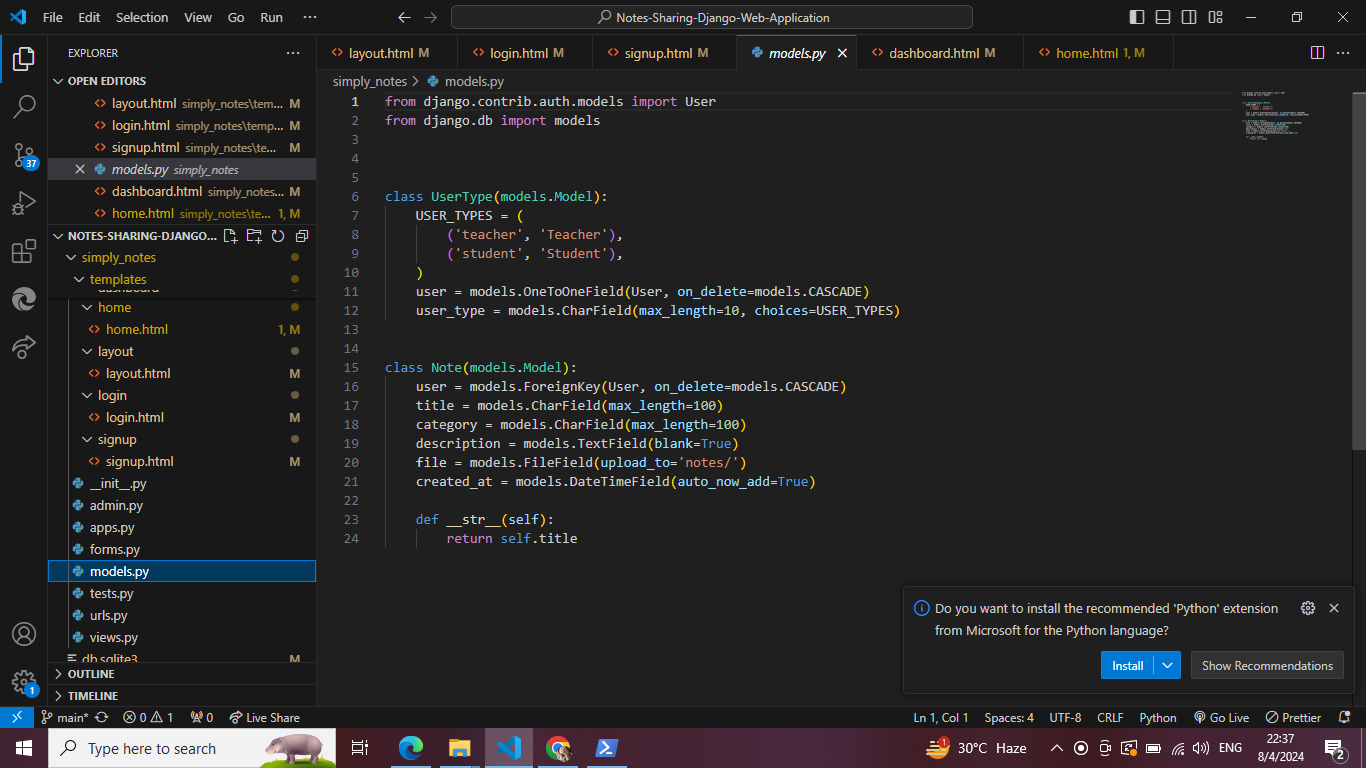 File Edit Selection View Go Run ··· Notes-Sharing-Django-Web-Application
EXPLORER ···
OPEN EDITORS
layout.html simply_notes\tem... M
login.html simply_notes\temp... M
signup.html simply_notes\te... M
models.py simply_notes
dashboard.html simply_notes... M
home.html simply_notes\te... 1, M
NOTES-SHARING-DJANGO...
simply_notes
templates
dashboard
home
home.html 1, M
layout
layout.html M
login
login.html M
signup
signup.html M
__init__.py
admin.py
apps.py
forms.py
models.py
tests.py
urls.py
views.py
db.sqlite3 M
OUTLINE
TIMELINE
37
1
layout.html M login.html M signup.html M models.py dashboard.html M home.html 1, M ···
simply_notes > models.py
1 from django.contrib.auth.models import User
2 from django.db import models
3
4
5
6 class UserType(models.Model):
7 USER_TYPES = (
8 ('teacher', 'Teacher'),
9 ('student', 'Student'),
10 )
11 user = models.OneToOneField(User, on_delete=models.CASCADE)
12 user_type = models.CharField(max_length=10, choices=USER_TYPES)
13
14
15 class Note(models.Model):
16 user = models.ForeignKey(User, on_delete=models.CASCADE)
17 title = models.CharField(max_length=100)
18 category = models.CharField(max_length=100)
19 description = models.TextField(blank=True)
20 file = models.FileField(upload_to='notes/')
21 created_at = models.DateTimeField(auto_now_add=True)
22
23 def __str__(self):
24 return self.title
Do you want to install the recommended 'Python' extension
from Microsoft for the Python language?
Install Show Recommendations
main* 0 1 0 Live Share Ln 1, Col 1 Spaces: 4 UTF-8 CRLF Python Go Live Prettier
Type here to search 1 30°C Haze ENG 22:37
8/4/2024 2